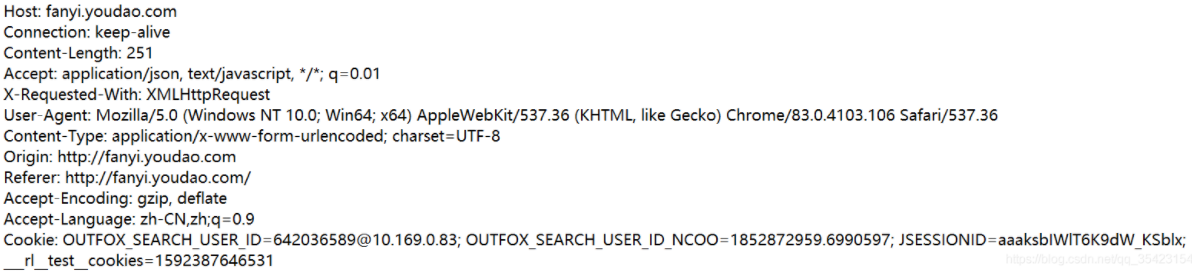 Host: fanyi.youdao.com
Connection: keep-alive
Content-Length: 251
Accept: application/json, text/javascript, */*; q=0.01
X-Requested-With: XMLHttpRequest
User-Agent: Mozilla/5.0 (Windows NT 10.0; Win64; x64) AppleWebKit/537.36 (KHTML, like Gecko) Chrome/83.0.4103.106 Safari/537.36
Content-Type: application/x-www-form-urlencoded; charset=UTF-8
Origin: http://fanyi.youdao.com
Referer: http://fanyi.youdao.com/
Accept-Encoding: gzip, deflate
Accept-Language: zh-CN,zh;q=0.9
Cookie: OUTFOX_SEARCH_USER_ID=642036589@10.169.0.83; OUTFOX_SEARCH_USER_ID_NCOO=1852872959.6990597; JSESSIONID=aaaksbIWlT6K9dW_KSblx;
___rl__test__cookies=1592387646531
https://blog.csdn.net/qq_35423154